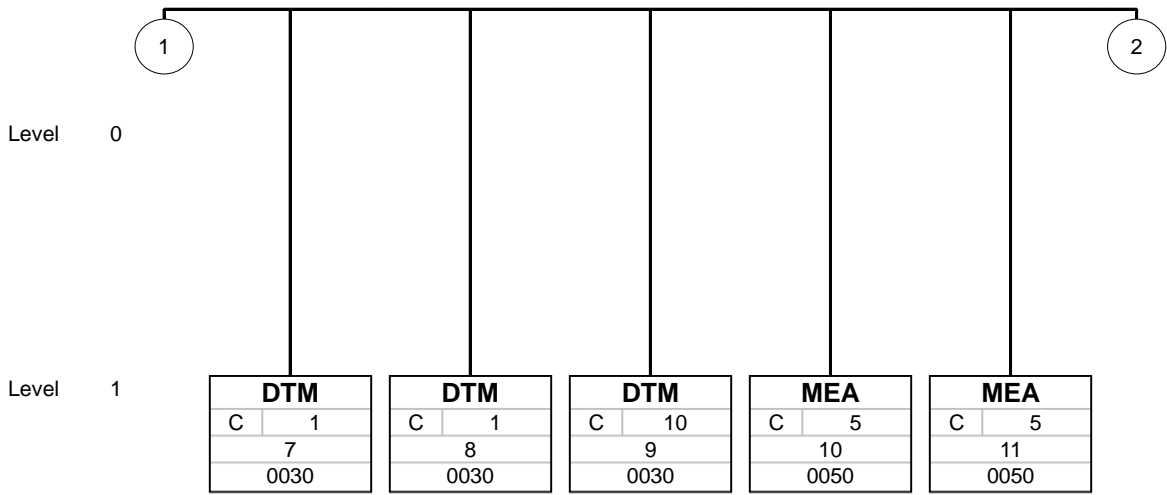 1 2
Level 0
Level 1
DTM DTM DTM MEA MEA
C 1 C 1 C 10 C 5 C 5
7 8 9 10 11
0030 0030 0030 0050 0050